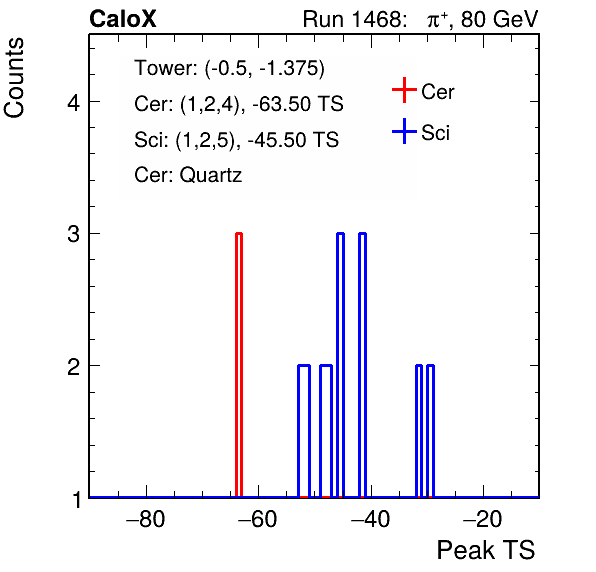 CaloX Run 1468: π⁺, 80 GeV
Counts
Tower: (-0.5, -1.375)
Cer: (1,2,4), -63.50 TS
Sci: (1,2,5), -45.50 TS
Cer: Quartz
Cer
Sci
4
3
2
1
−80 −60 −40 −20
Peak TS